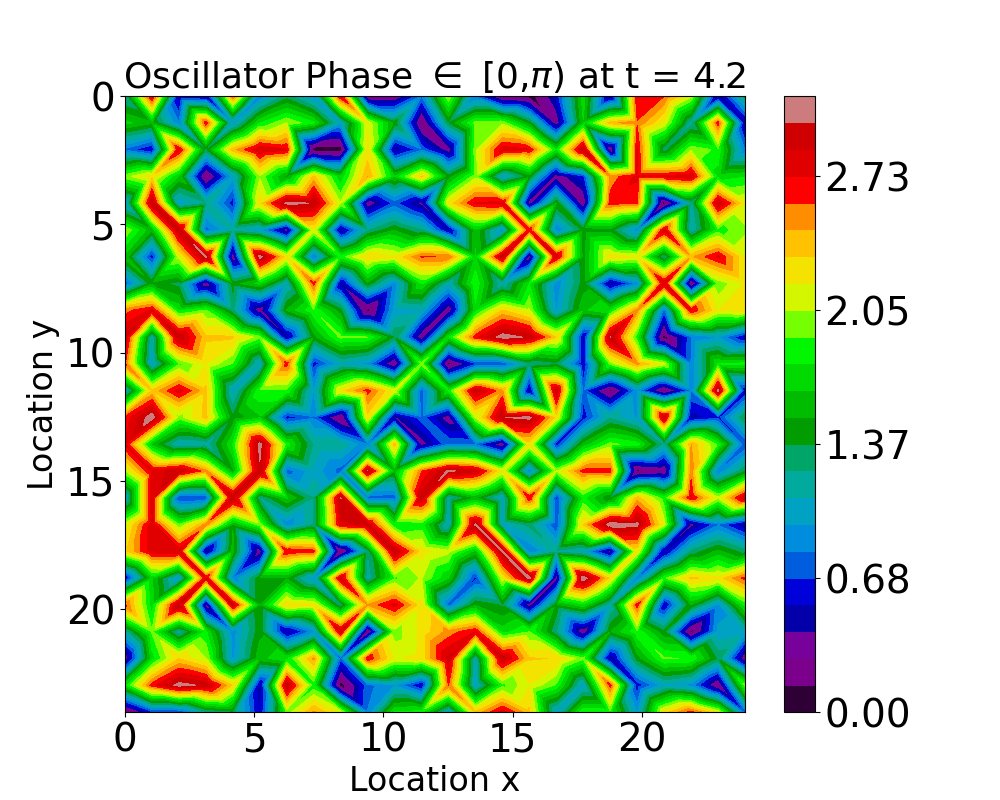 Oscillator Phase ∈ [0,π) at t = 4.2
0
5
10
15
20
Location y
0 5 10 15 20
Location x
2.73
2.05
1.37
0.68
0.00